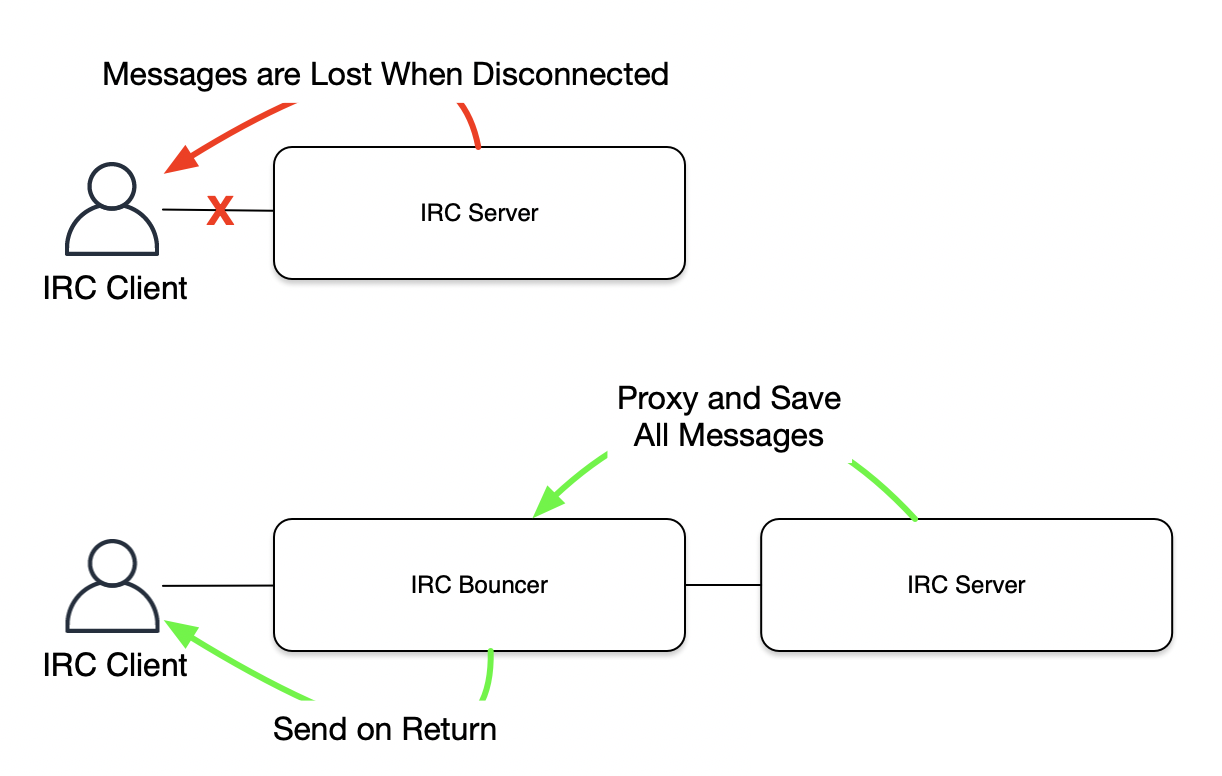 Messages are Lost When Disconnected
X
IRC Server
IRC Client
Proxy and Save
All Messages
IRC Bouncer
IRC Server
IRC Client
Send on Return